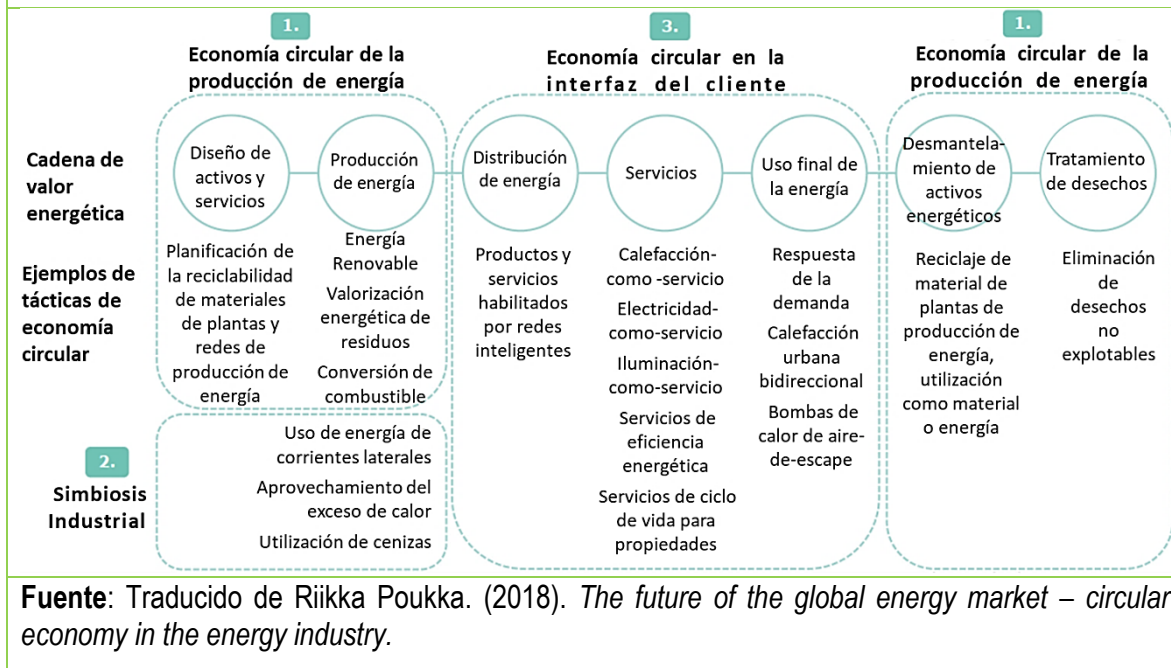 1.
Economía circular de la
producción de energía
3.
Economía circular en la
interfaz del cliente
1.
Economía circular de la
producción de energía
Cadena de
valor
energética
Diseño de
activos y
servicios
Producción
de energía
Distribución
de energía
Servicios
Uso final de
la energía
Desmantela-
miento de
activos
energéticos
Tratamiento
de desechos
Ejemplos de
tácticas de
economía
circular
Planificación de
la reciclabilidad
de materiales
de plantas y
redes de
producción de
energía
Energía
Renovable
Valorización
energética de
residuos
Conversión de
combustible
Productos y
servicios
habilitados
por redes
inteligentes
Calefacción-
como -servicio
Electricidad-
como-servicio
Iluminación-
como-servicio
Servicios de
eficiencia
energética
Servicios de ciclo
de vida para
propiedades
Respuesta
de la
demanda
Calefacción
urbana
bidireccional
Bombas de
calor de aire-
de-escape
Reciclaje de
material de
plantas de
producción de
energía,
utilización
como material
o energía
Eliminación
de
desechos
no
explotables
2.
Simbiosis
Industrial
Uso de energía de
corrientes laterales
Aprovechamiento del
exceso de calor
Utilización de cenizas
Fuente: Traducido de Riikka Poukka. (2018). The future of the global energy market – circular
economy in the energy industry.